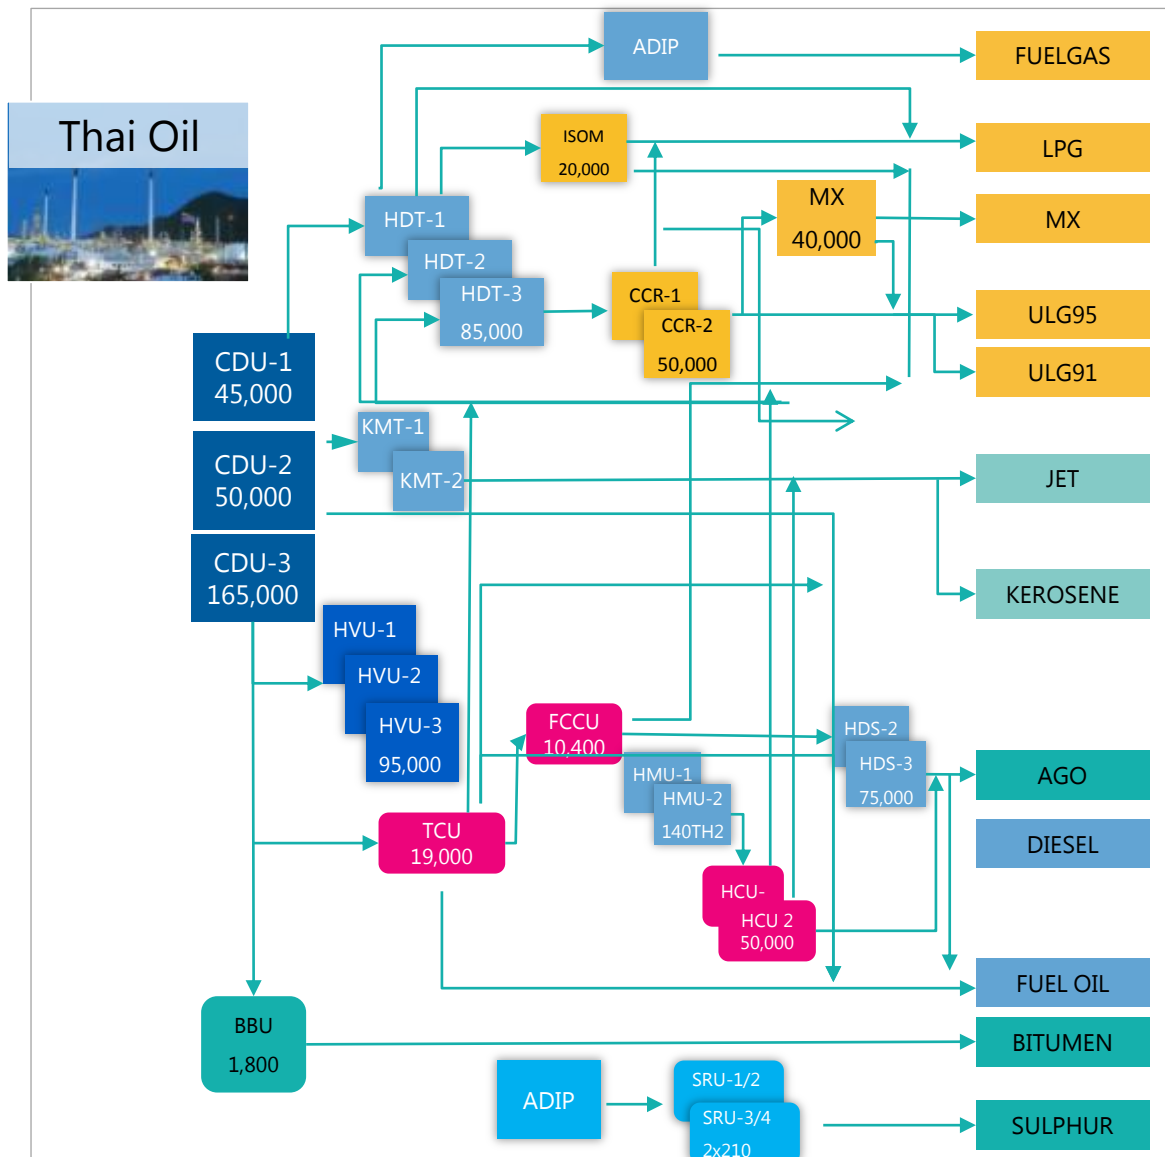 ADIP
FUELGAS
Thai Oil
ISOM
20,000
LPG
HDT-1
MX
40,000
MX
HDT-2
HDT-3
85,000
CCR-1
CCR-2
50,000
ULG95
ULG91
CDU-1
45,000
KMT-1
KMT-2
CDU-2
50,000
JET
CDU-3
165,000
KEROSENE
HVU-1
HVU-2
HVU-3
95,000
FCCU
10,400
HDS-2
HDS-3
75,000
HMU-1
HMU-2
140TH2
AGO
TCU
19,000
DIESEL
HCU-
HCU 2
50,000
FUEL OIL
BBU
1,800
BITUMEN
ADIP
SRU-1/2
SRU-3/4
2x210
SULPHUR